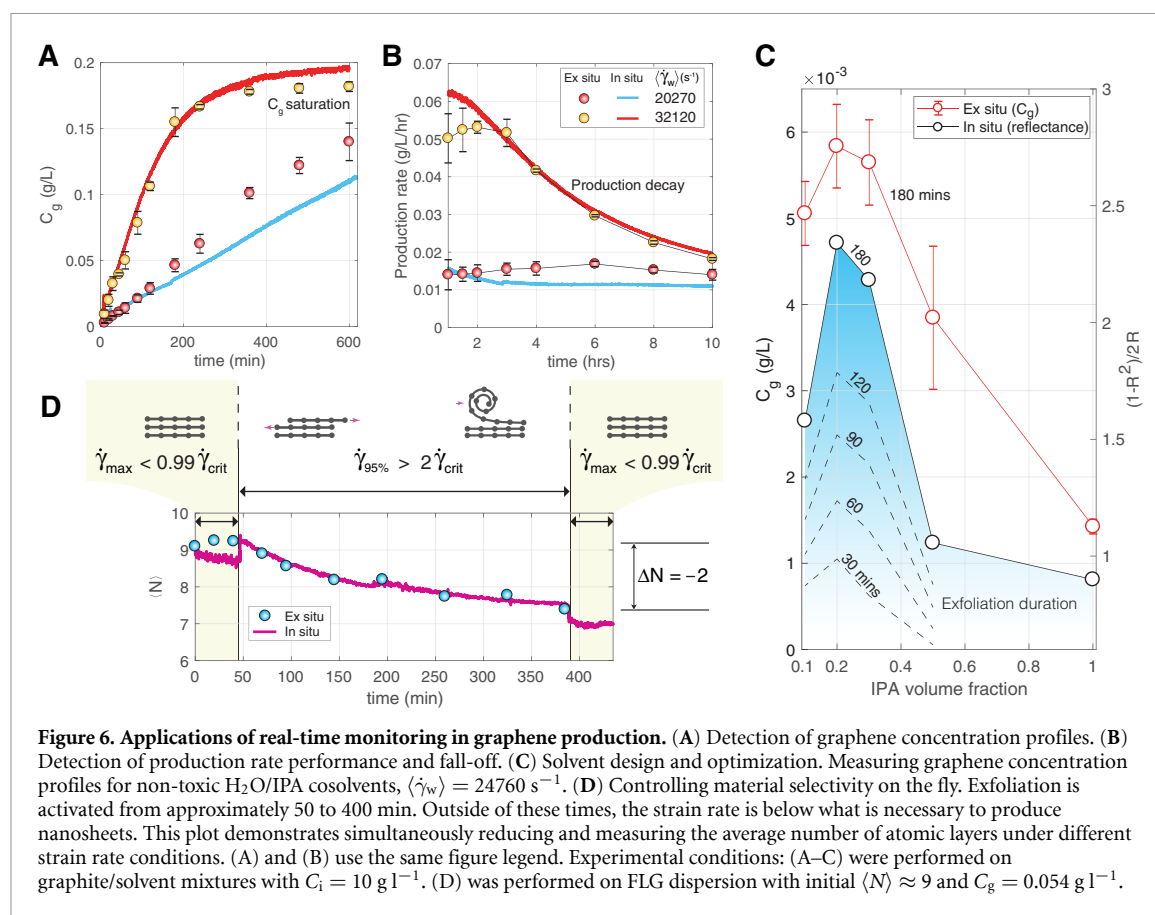 A
0.2
0.15
0.1
0.05
0
C_g (g/L)
C_g saturation
0 200 400 600
time (min)
B
0.07
0.06
0.05
0.04
0.03
0.02
0.01
0
Production rate (g/L/hr)
Ex situ In situ ⟨γ̇_w⟩(s⁻¹)
20270
32120
Production decay
2 4 6 8 10
time (hrs)
C
×10⁻³
6
5
4
3
2
1
0
C_g (g/L)
Ex situ (C_g)
In situ (reflectance)
180 mins
180
120
90
60
30 mins
Exfoliation duration
3
2.5
2
1.5
1
(1-R²)/2R
0.1 0.2 0.4 0.6 0.8 1
IPA volume fraction
D
γ̇_max < 0.99 γ̇_crit
γ̇_95% > 2 γ̇_crit
γ̇_max < 0.99 γ̇_crit
10
9
8
7
6
⟨N⟩
Ex situ
In situ
ΔN = −2
0 50 100 150 200 250 300 350 400
time (min)
Figure 6. Applications of real-time monitoring in graphene production. (A) Detection of graphene concentration profiles. (B)
Detection of production rate performance and fall-off. (C) Solvent design and optimization. Measuring graphene concentration
profiles for non-toxic H₂O/IPA cosolvents, ⟨γ̇_w⟩ = 24760 s⁻¹. (D) Controlling material selectivity on the fly. Exfoliation is
activated from approximately 50 to 400 min. Outside of these times, the strain rate is below what is necessary to produce
nanosheets. This plot demonstrates simultaneously reducing and measuring the average number of atomic layers under different
strain rate conditions. (A) and (B) use the same figure legend. Experimental conditions: (A–C) were performed on
graphite/solvent mixtures with C_i = 10 g l⁻¹. (D) was performed on FLG dispersion with initial ⟨N⟩ ≈ 9 and C_g = 0.054 g l⁻¹.